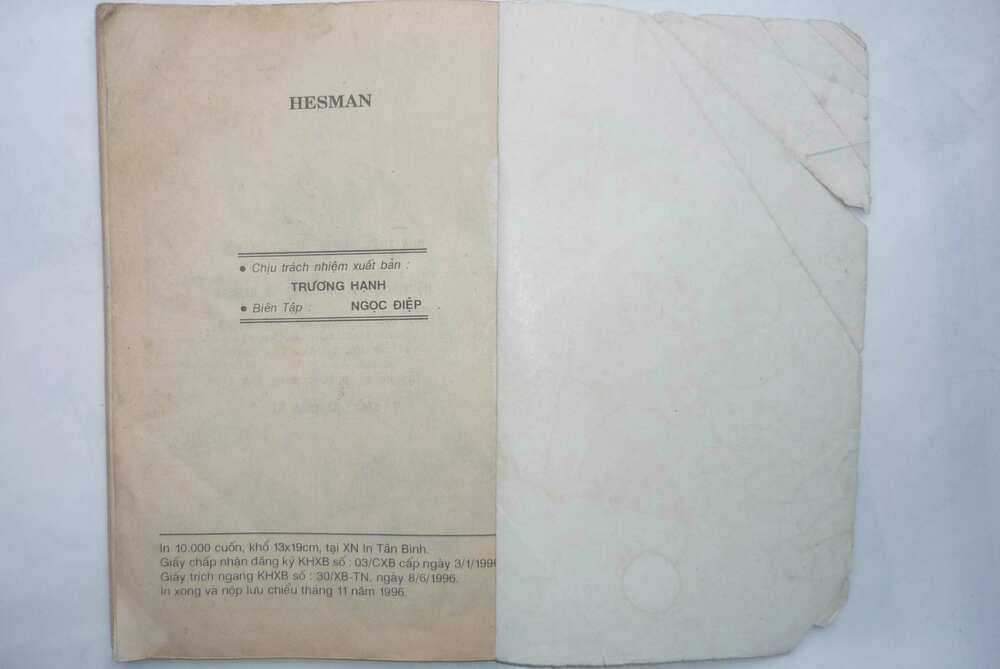 HESMAN
● Chịu trách nhiệm xuất bản :
TRƯƠNG HẠNH
● Biên Tập : NGỌC ĐIỆP
In 10.000 cuốn, khổ 13x19cm, tại XN In Tân Bình.
Giấy chấp nhận đăng ký KHXB số : 03/CXB cấp ngày 3/1/199
Giấy trích ngang KHXB số : 30/XB-TN, ngày 8/6/1996.
In xong và nộp lưu chiểu tháng 11 năm 1996.